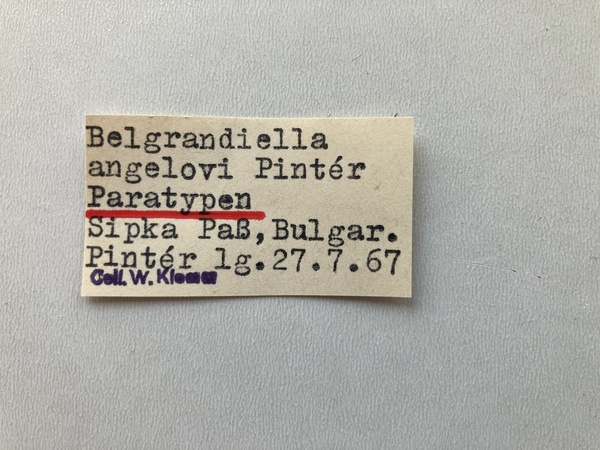 Belgrandiella
angelovi Pintér
Paratypen
Sipka Paß, Bulgar.
Pintér lg. 27.7.67
Coll. W. Klemm